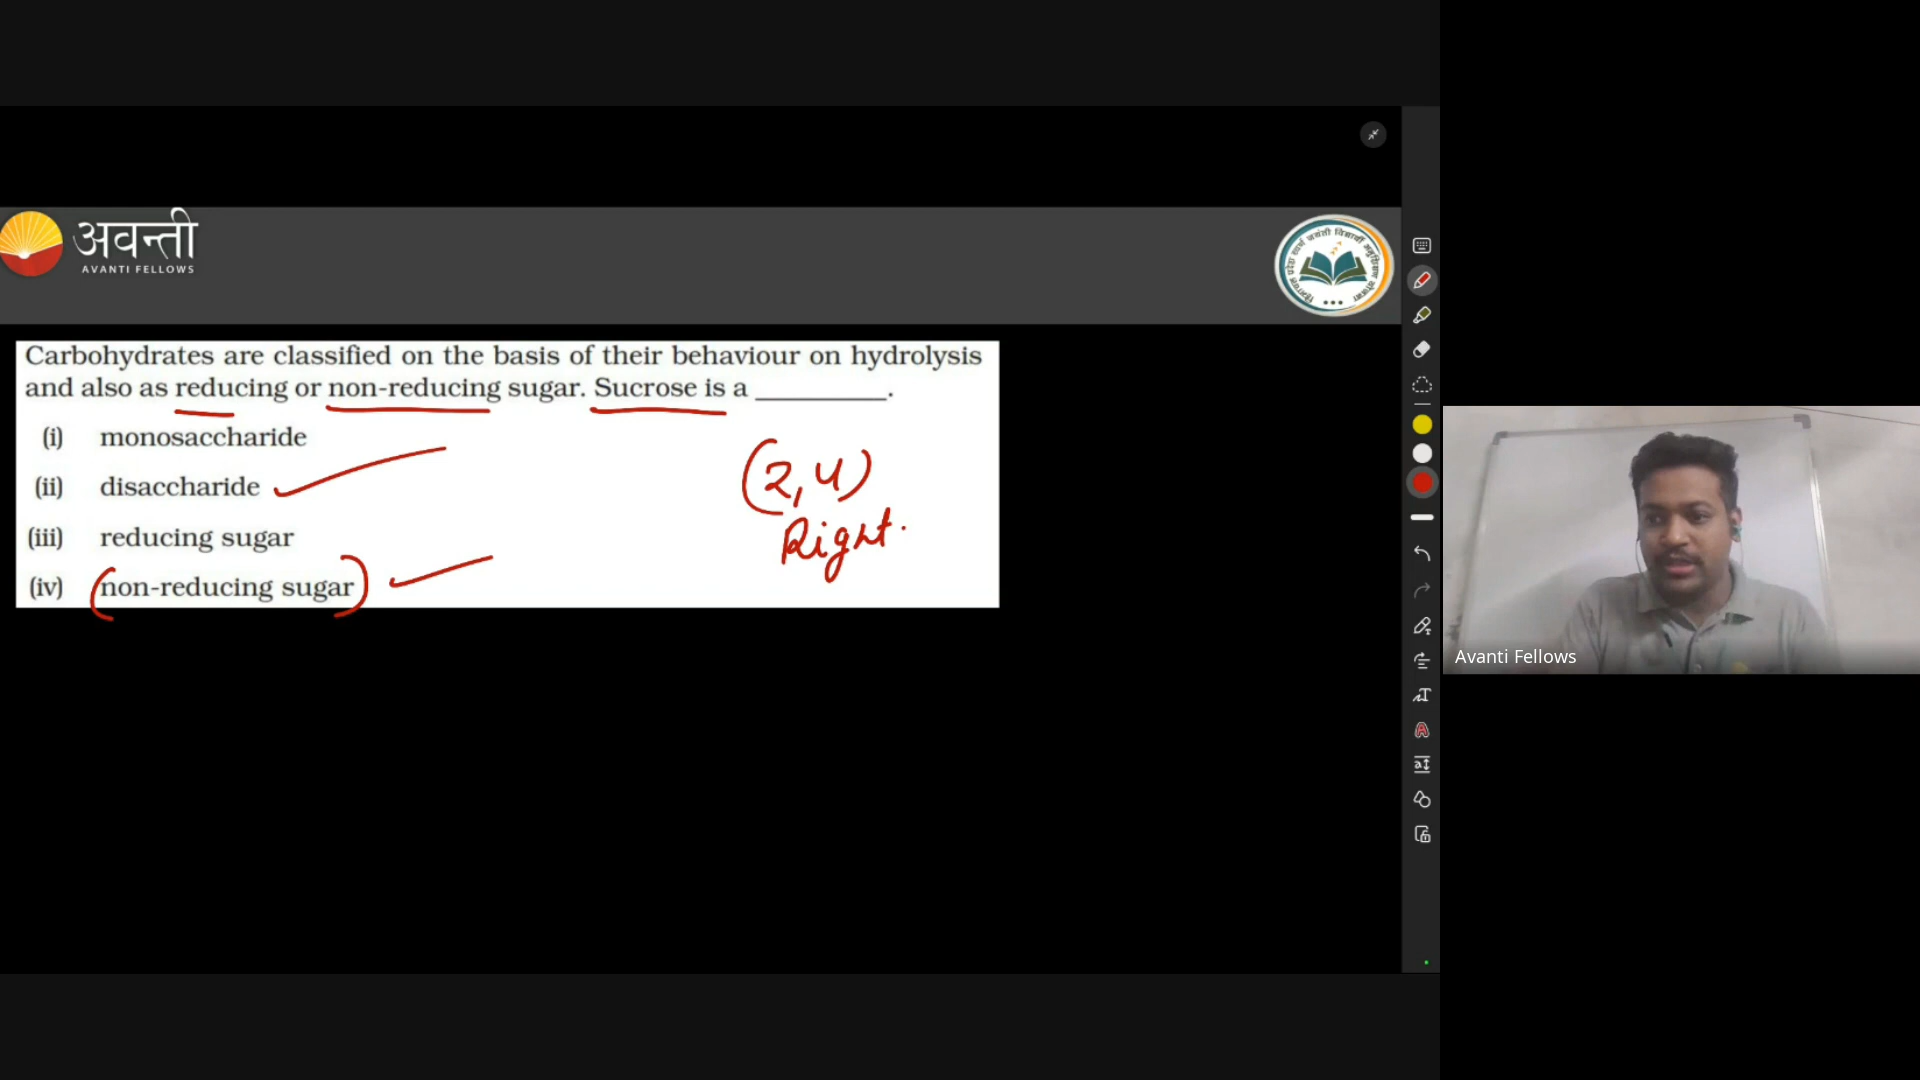 अवन्ती
AVANTI FELLOWS
Carbohydrates are classified on the basis of their behaviour on hydrolysis
and also as reducing or non-reducing sugar. Sucrose is a __________.
(i) monosaccharide
(ii) disaccharide
(iii) reducing sugar
(iv) (non-reducing sugar)
(2,4)
Right.
Avanti Fellows